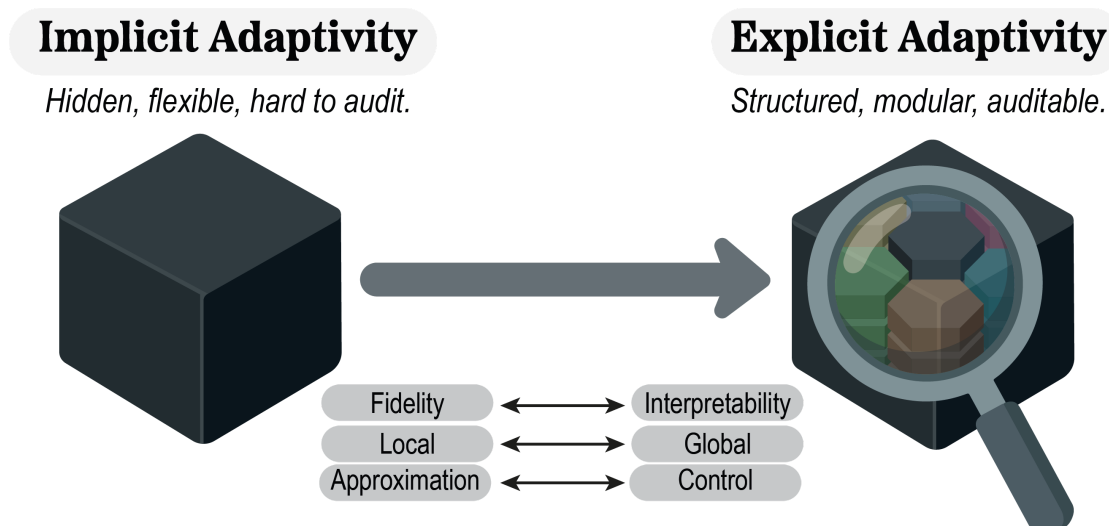 Implicit Adaptivity
Hidden, flexible, hard to audit.
Explicit Adaptivity
Structured, modular, auditable.
Fidelity
Interpretability
Local
Global
Approximation
Control